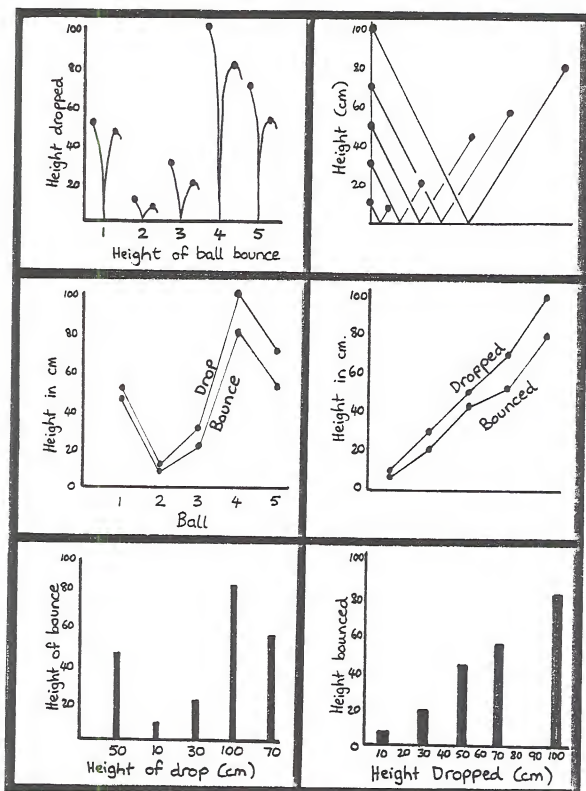 Height dropped
100
80
60
40
20
1 2 3 4 5
Height of ball bounce
Height (cm)
100
80
60
40
20
Height in cm
100
80
60
40
20
0
Drop
Bounce
1 2 3 4 5
Ball
Height in cm.
100
80
60
40
20
0
Dropped
Bounced
Height of bounce
100
80
60
40
20
50 10 30 100 70
Height of drop (cm)
Height bounced
100
80
60
40
20
0
10 20 30 40 50 60 70 80 90 100
Height Dropped (cm)